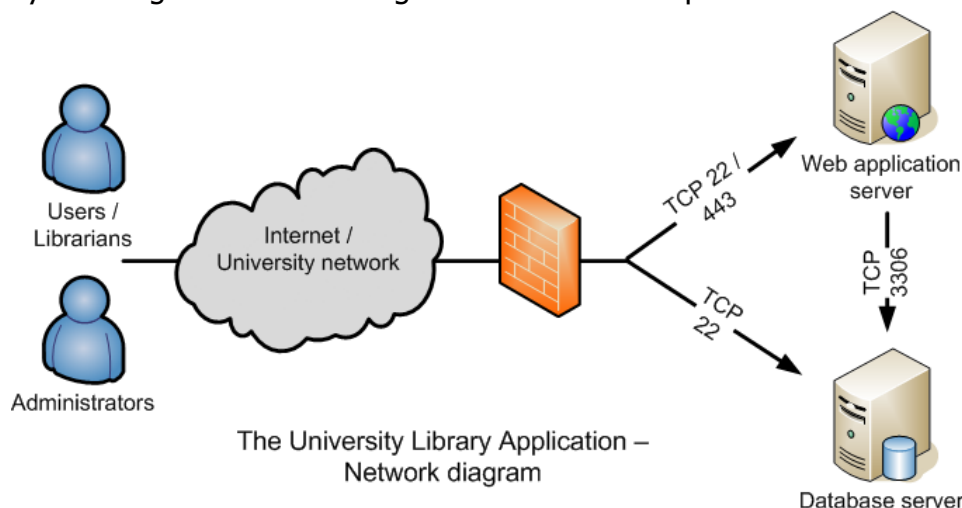 Users /
Librarians
Administrators
Internet /
University network
TCP 22 /
443
TCP
22
Web application
server
TCP
3306
Database server
The University Library Application –
Network diagram